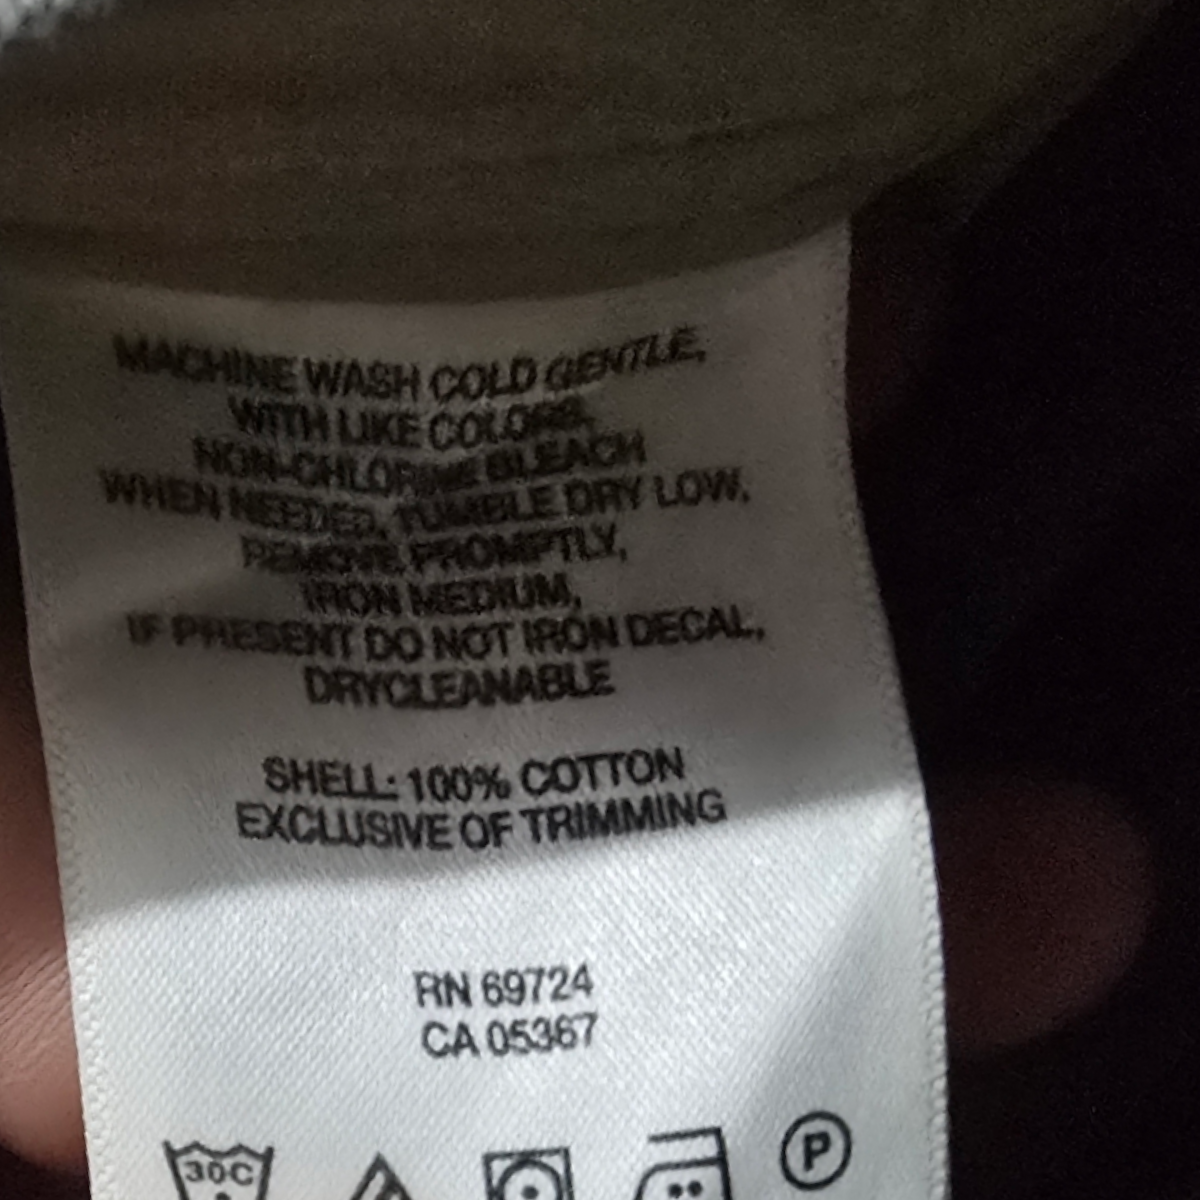 MACHINE WASH COLD GENTLE,
WITH LIKE COLORS,
NON-CHLORINE BLEACH
WHEN NEEDED, TUMBLE DRY LOW,
REMOVE PROMPTLY,
IRON MEDIUM,
IF PRESENT DO NOT IRON DECAL,
DRYCLEANABLE
SHELL: 100% COTTON
EXCLUSIVE OF TRIMMING
RN 69724
CA 05367
30C
P